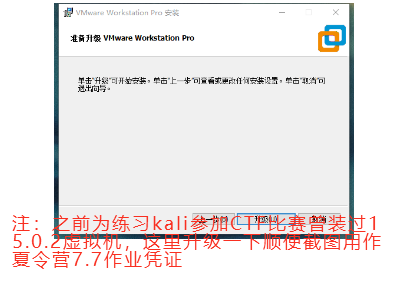 VMware Workstation Pro 安装
准备升级 VMware Workstation Pro
单击“升级”可开始安装。单击“上一步”可查看或更改任何安装设置。单击“取消”可
退出向导。
注：之前为练习kali参加CTF比赛曾装过1
5.0.2虚拟机，这里升级一下顺便截图用作
夏令营7.7作业凭证